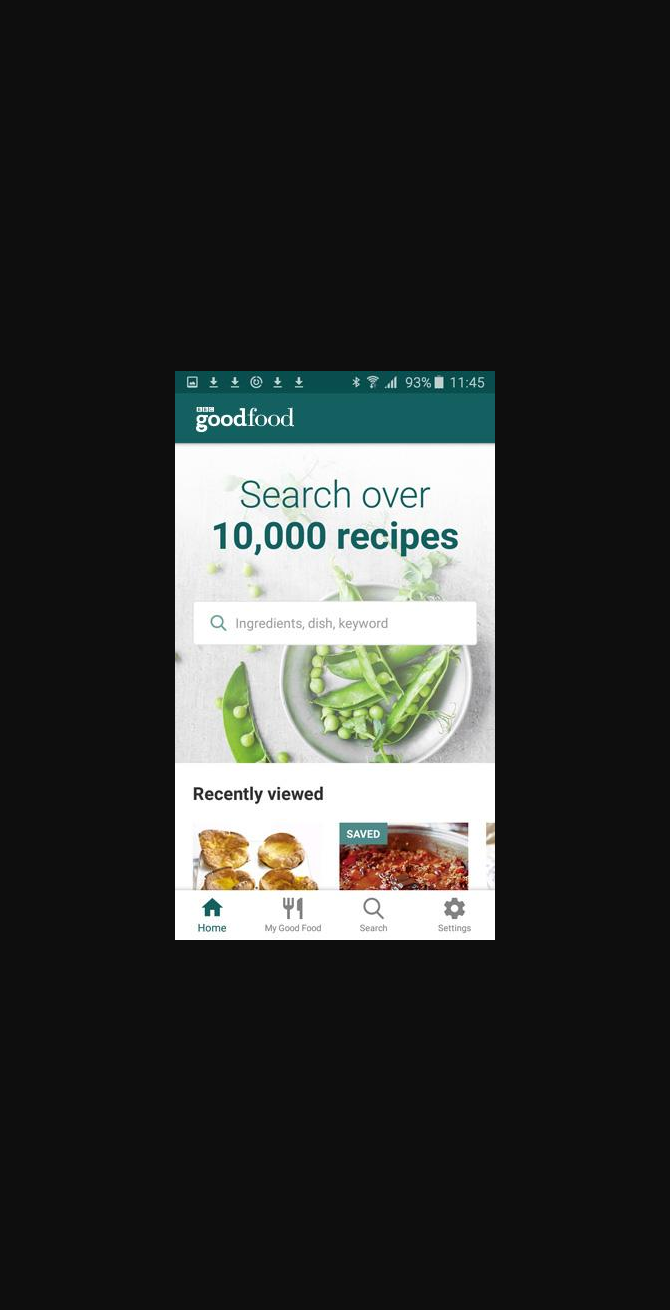 93% 11:45
BBC
goodfood
Search over
10,000 recipes
Ingredients, dish, keyword
Recently viewed
SAVED
Home My Good Food Search Settings